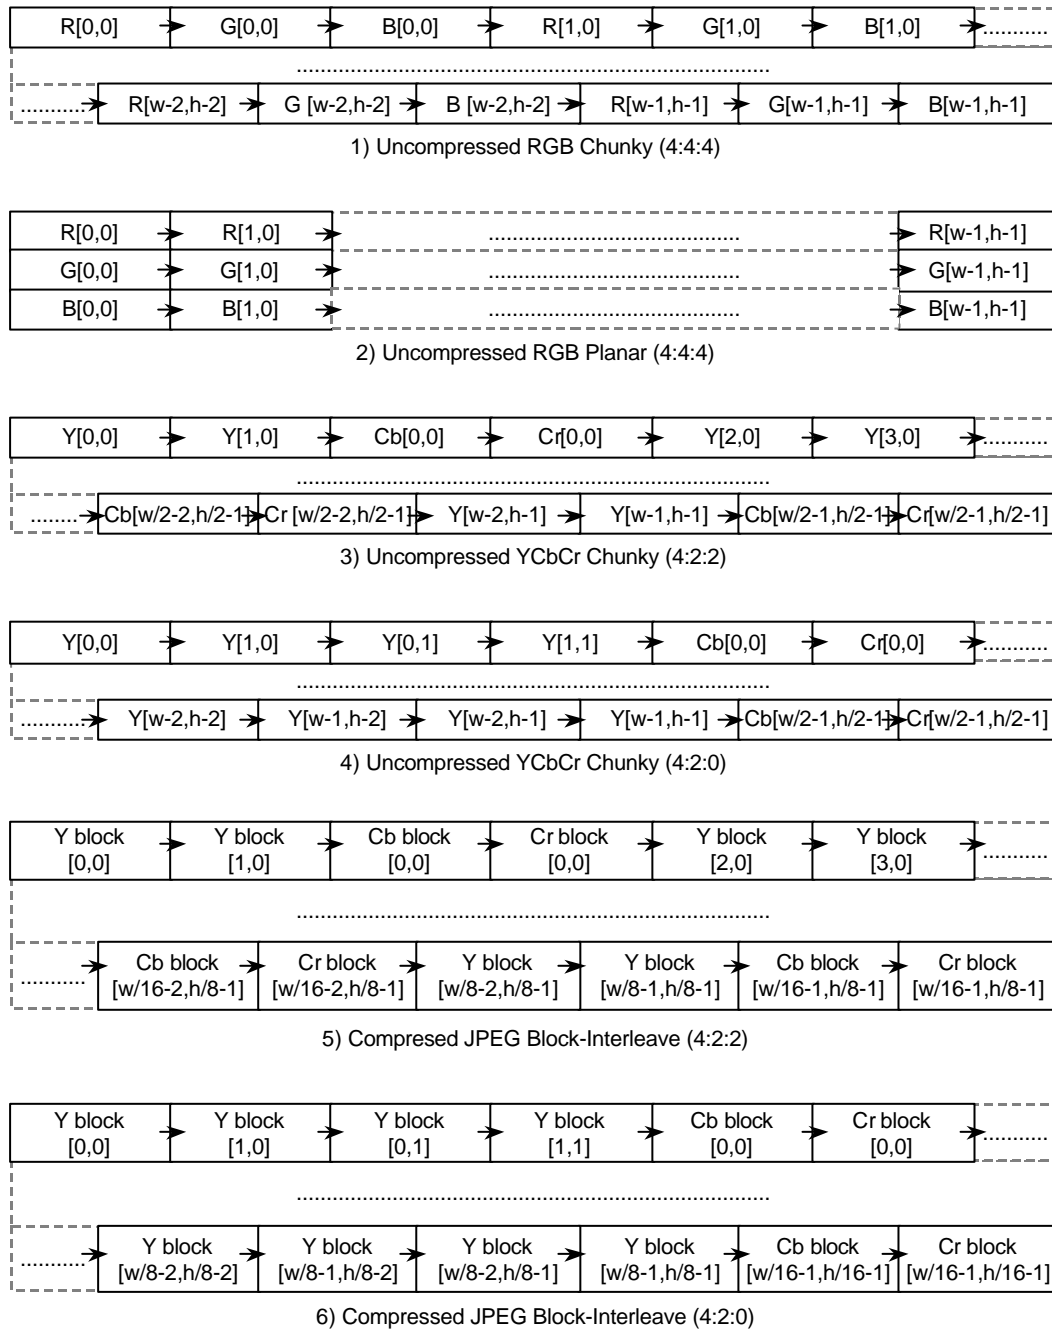 R[0,0] G[0,0] B[0,0] R[1,0] G[1,0] B[1,0] ...........
................................................................................
........... R[w-2,h-2] G [w-2,h-2] B [w-2,h-2] R[w-1,h-1] G[w-1,h-1] B[w-1,h-1]
1) Uncompressed RGB Chunky (4:4:4)
R[0,0] R[1,0] .......................................... R[w-1,h-1]
G[0,0] G[1,0] .......................................... G[w-1,h-1]
B[0,0] B[1,0] .......................................... B[w-1,h-1]
2) Uncompressed RGB Planar (4:4:4)
Y[0,0] Y[1,0] Cb[0,0] Cr[0,0] Y[2,0] Y[3,0] ...........
................................................................................
........ Cb[w/2-2,h/2-1] Cr [w/2-2,h/2-1] Y[w-2,h-1] Y[w-1,h-1] Cb[w/2-1,h/2-1] Cr[w/2-1,h/2-1]
3) Uncompressed YCbCr Chunky (4:2:2)
Y[0,0] Y[1,0] Y[0,1] Y[1,1] Cb[0,0] Cr[0,0] ...........
................................................................................
........... Y[w-2,h-2] Y[w-1,h-2] Y[w-2,h-1] Y[w-1,h-1] Cb[w/2-1,h/2-1] Cr[w/2-1,h/2-1]
4) Uncompressed YCbCr Chunky (4:2:0)
Y block Y block Cb block Cr block Y block Y block
[0,0] [1,0] [0,0] [0,0] [2,0] [3,0] ...........
................................................................................
Cb block Cr block Y block Y block Cb block Cr block
........... [w/16-2,h/8-1] [w/16-2,h/8-1] [w/8-2,h/8-1] [w/8-1,h/8-1] [w/16-1,h/8-1] [w/16-1,h/8-1]
5) Compresed JPEG Block-Interleave (4:2:2)
Y block Y block Y block Y block Cb block Cr block
[0,0] [1,0] [0,1] [1,1] [0,0] [0,0] ...........
................................................................................
Y block Y block Y block Y block Cb block Cr block
........... [w/8-2,h/8-2] [w/8-1,h/8-2] [w/8-2,h/8-1] [w/8-1,h/8-1] [w/16-1,h/16-1] [w/16-1,h/16-1]
6) Compressed JPEG Block-Interleave (4:2:0)